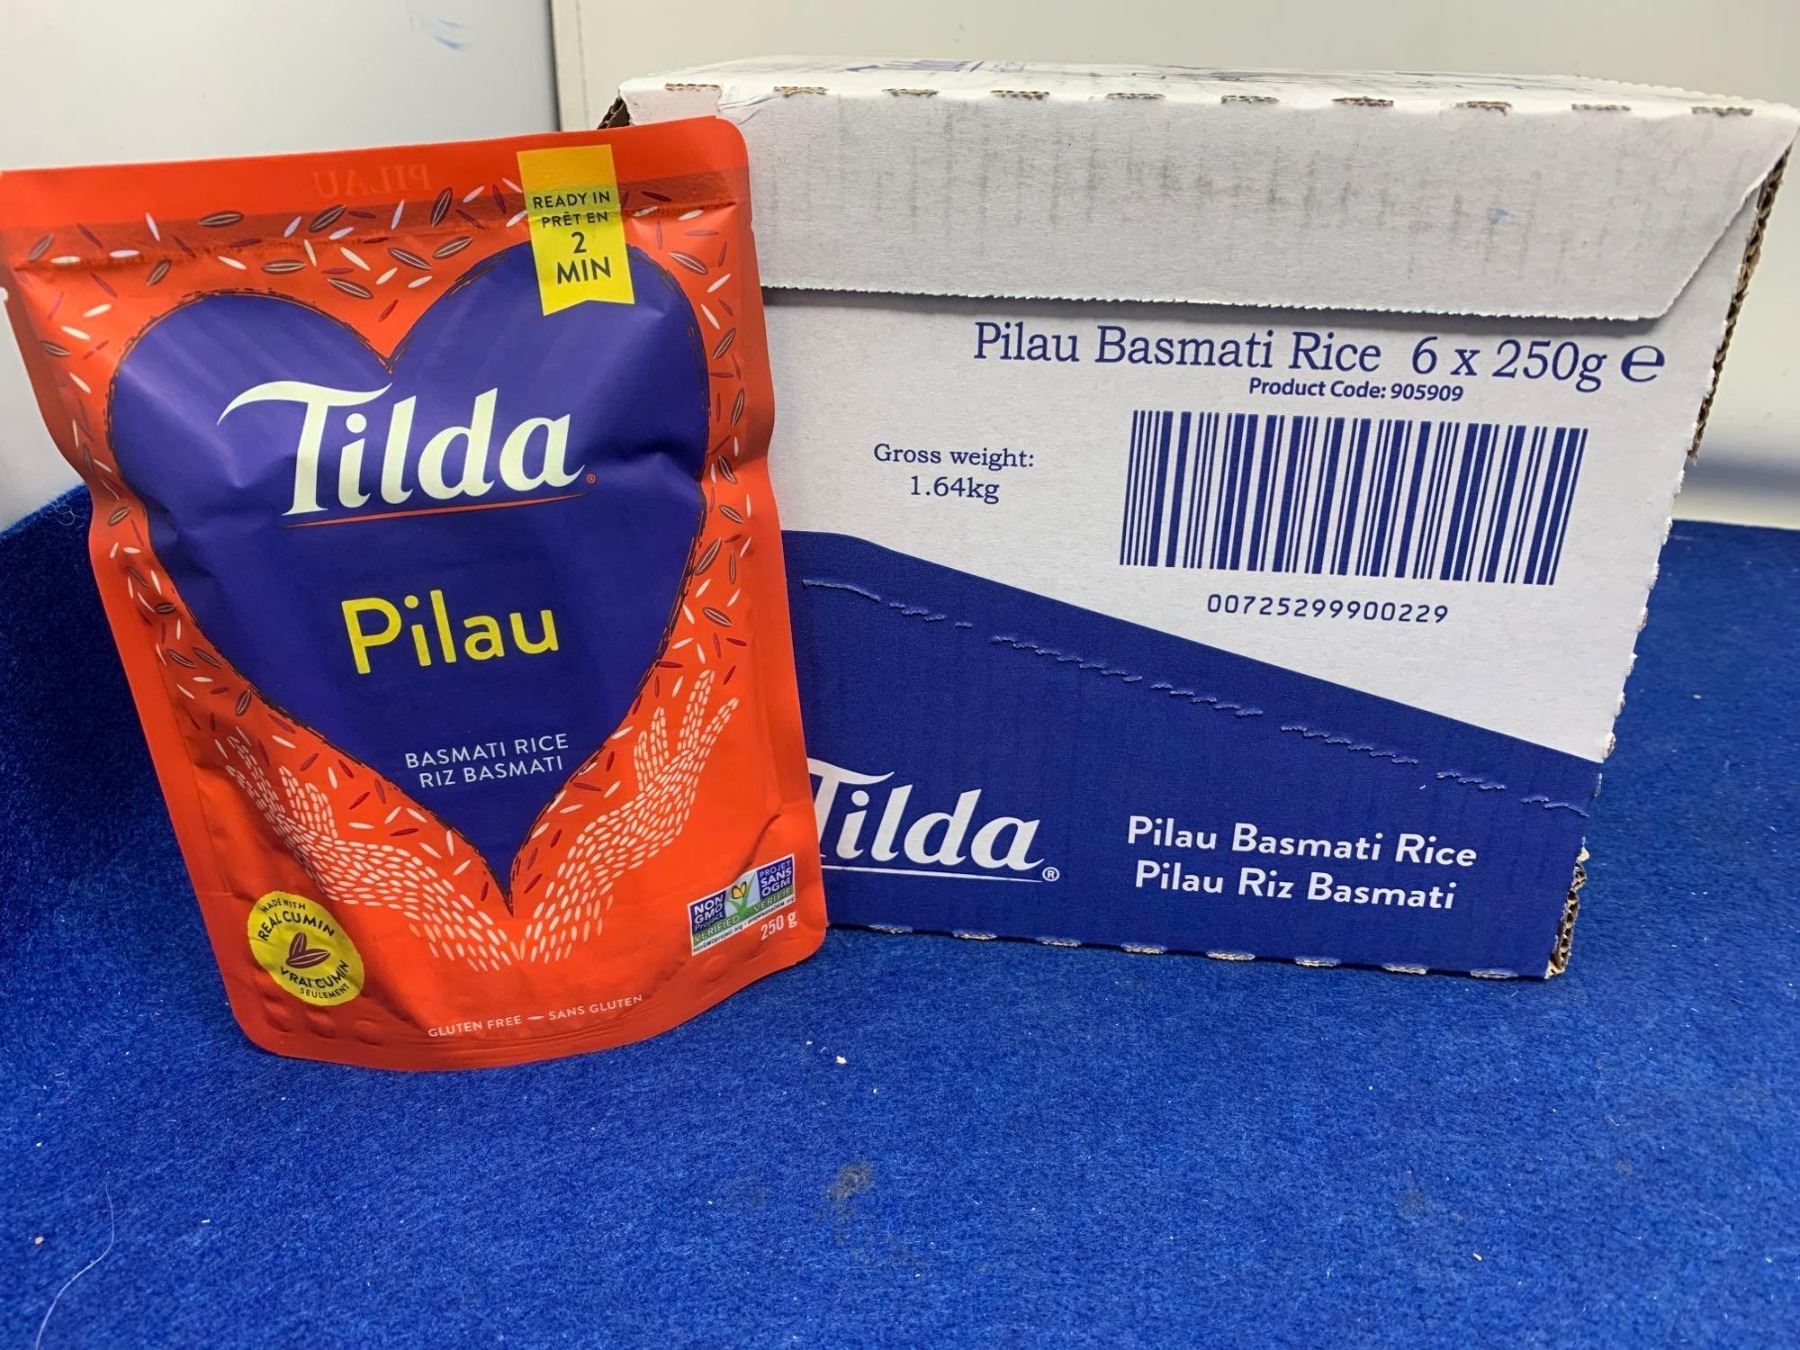 PILAU
READY IN
PRÊT EN
2
MIN
Tilda®
Pilau
BASMATI RICE
RIZ BASMATI
MADE WITH
REAL CUMIN
VRAI CUMIN
SEULEMENT
NON
GMO
Project
VERIFIED
PROJET
SANS
OGM
VÉRIFIÉ
250 g
GLUTEN FREE — SANS GLUTEN
Pilau Basmati Rice 6 x 250g ℮
Product Code: 905909
Gross weight:
1.64kg
00725299900229
Tilda®
Pilau Basmati Rice
Pilau Riz Basmati